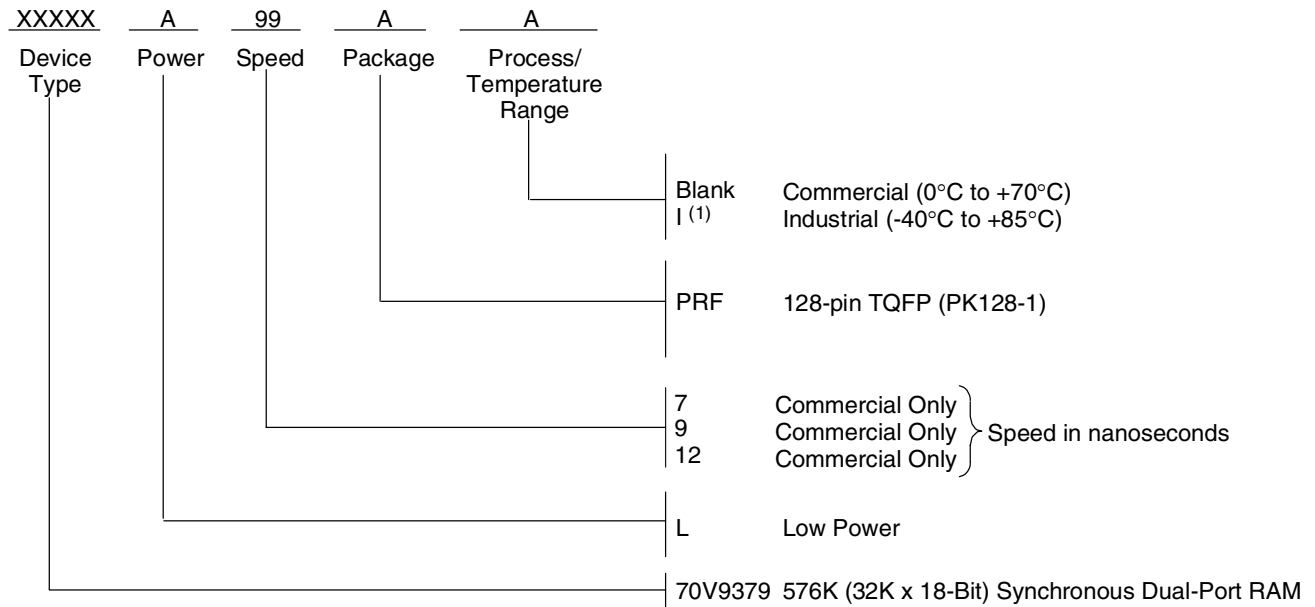 XXXXX A 99 A A
Device Type Power Speed Package Process/ Temperature Range
Blank Commercial (0°C to +70°C)
I (1) Industrial (-40°C to +85°C)
PRF 128-pin TQFP (PK128-1)
7 Commercial Only
9 Commercial Only
12 Commercial Only
Speed in nanoseconds
L Low Power
70V9379 576K (32K x 18-Bit) Synchronous Dual-Port RAM